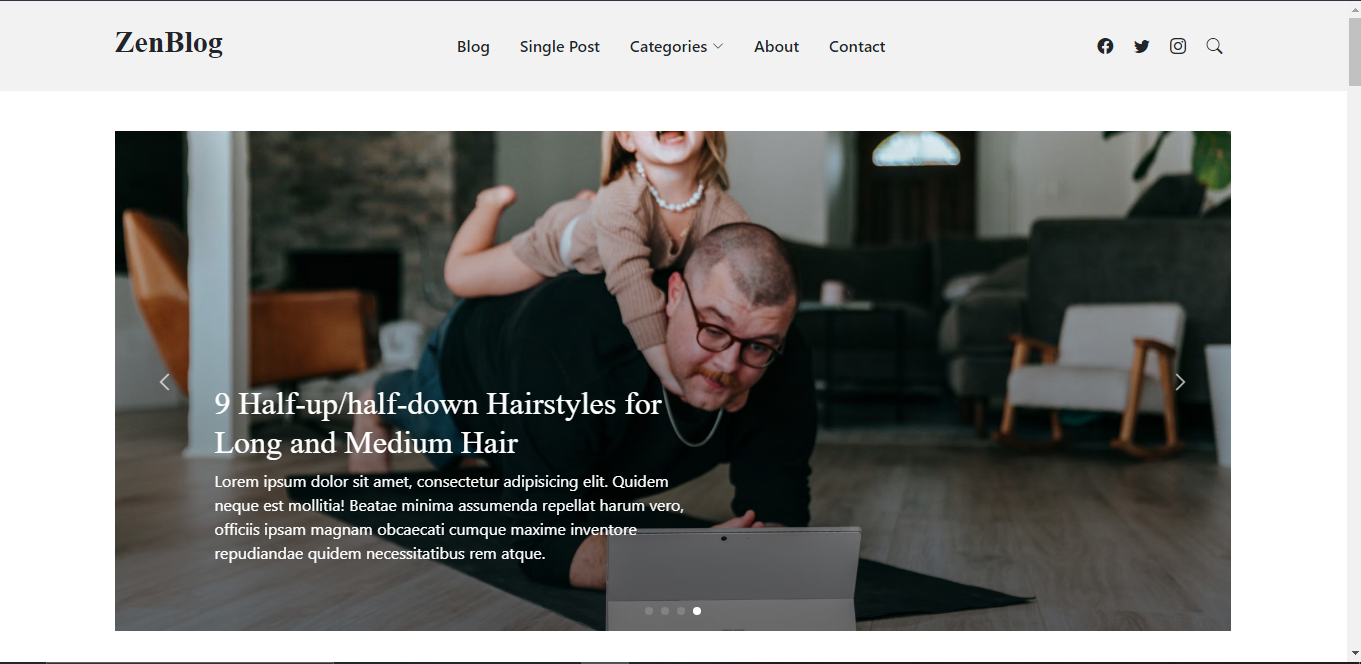 ZenBlog
Blog Single Post Categories About Contact
9 Half-up/half-down Hairstyles for
Long and Medium Hair
Lorem ipsum dolor sit amet, consectetur adipisicing elit. Quidem
neque est mollitia! Beatae minima assumenda repellat harum vero,
officiis ipsam magnam obcaecati cumque maxime inventore
repudiandae quidem necessitatibus rem atque.